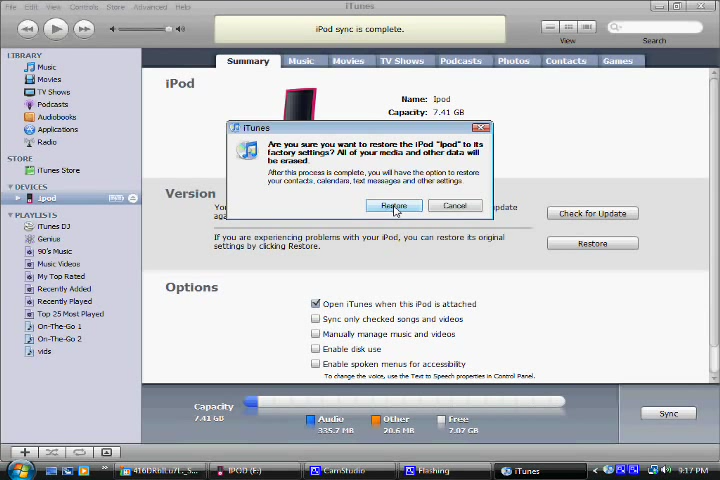 File Edit View Controls Store Advanced Help
iTunes
iPod sync is complete.
View
Search
LIBRARY
Music
Movies
TV Shows
Podcasts
Audiobooks
Applications
Radio
STORE
iTunes Store
DEVICES
Ipod
PLAYLISTS
iTunes DJ
Genius
90's Music
Music Videos
My Top Rated
Recently Added
Recently Played
Top 25 Most Played
On-The-Go 1
On-The-Go 2
vids
Summary Music Movies TV Shows Podcasts Photos Contacts Games
iPod
Name: Ipod
Capacity: 7.41 GB
iTunes
Are you sure you want to restore the iPod "Ipod" to its
factory settings? All of your media and other data will
be erased.
After this process is complete, you will have the option to restore
your contacts, calendars, text messages and other settings.
Restore Cancel
Version
update
Check for Update
If you are experiencing problems with your iPod, you can restore its original
settings by clicking Restore.
Restore
Options
Open iTunes when this iPod is attached
Sync only checked songs and videos
Manually manage music and videos
Enable disk use
Enable spoken menus for accessibility
To change the voice, use the Text to Speech properties in Control Panel.
Capacity
7.41 GB
Audio
335.7 MB
Other
20.6 MB
Free
7.07 GB
Sync
IPOD (E:)
CamStudio
Flashing
iTunes
9:17 PM